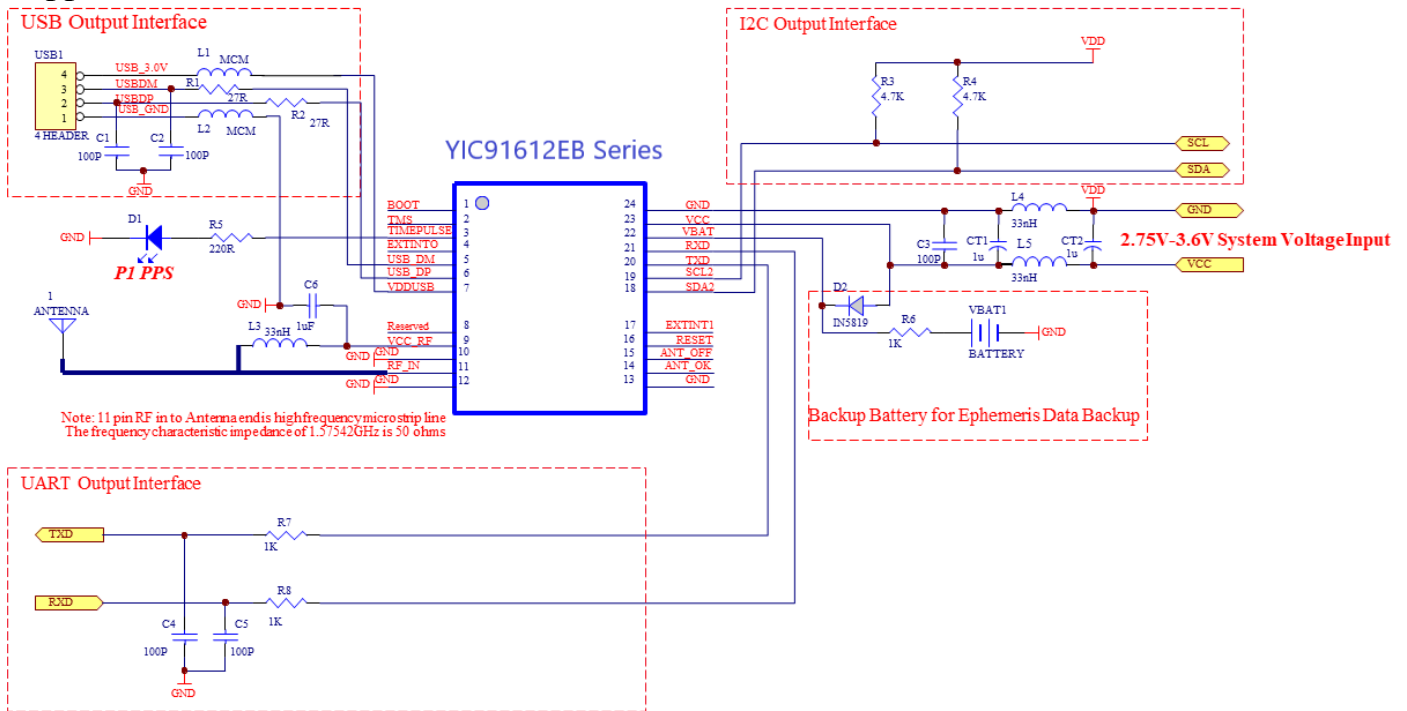 USB Output Interface
USB1
4
3
2
1
4 HEADER
USB_3.0V
USBDM
USBDP
USB_GND
L1
MCM
R1
27R
R2
27R
L2
MCM
C1
100P
C2
100P
GND
I2C Output Interface
VDD
R3
4.7K
R4
4.7K
SCL
SDA
YIC91612EB Series
BOOT
TMS
TIMEPULSE
EXTINTO
USB_DM
USB_DP
VDDUSB
Reserved
VCC_RF
GND
RF_IN
GND
1
2
3
4
5
6
7
8
9
10
11
12
24
23
22
21
20
19
18
17
16
15
14
13
GND
VCC
VBAT
RXD
TXD
SCL2
SDA2
EXTINT1
RESET
ANT_OFF
ANT_OK
GND
GND
D1
R5
220R
P1 PPS
1
ANTENNA
GND
C6
1uF
L3
33nH
GND
GND
Note: 11 pin RF in to Antenna end is high frequency microstrip line
The frequency characteristic impedance of 1.57542GHz is 50 ohms
VDD
L4
33nH
GND
C3
100P
CT1
1u
L5
33nH
CT2
1u
2.75V-3.6V System Voltage Input
VCC
D2
IN5819
R6
1K
VBAT1
BATTERY
GND
Backup Battery for Ephemeris Data Backup
UART Output Interface
TXD
R7
1K
RXD
R8
1K
C4
100P
C5
100P
GND